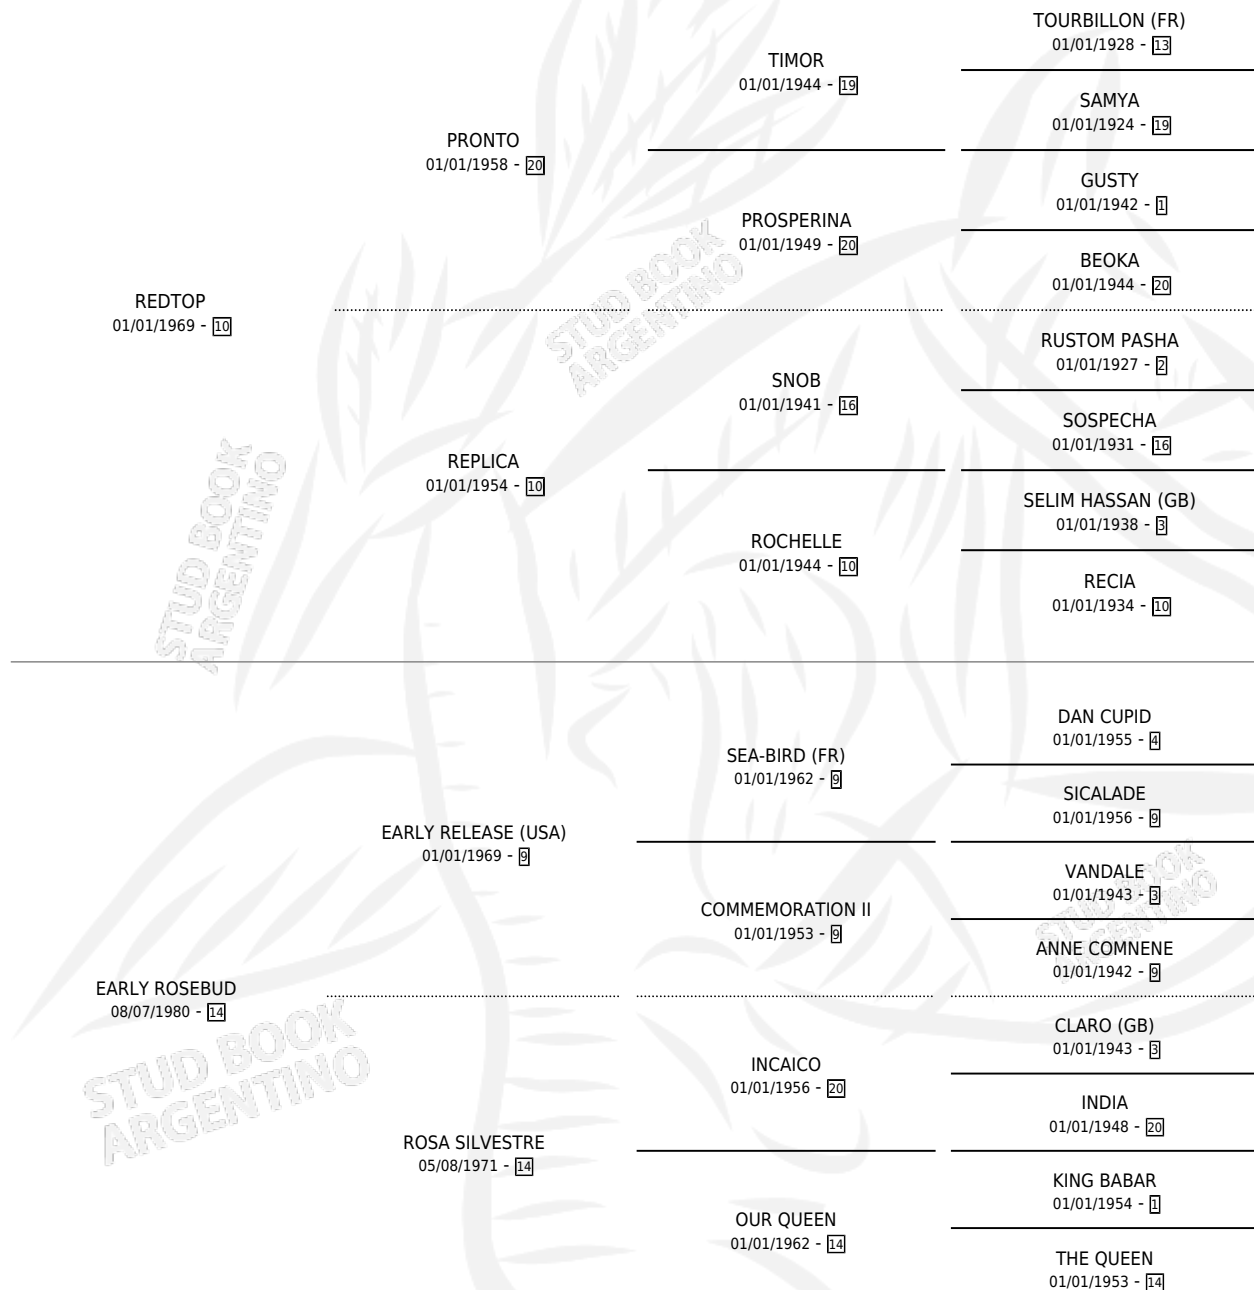 TOURBILLON (FR)
01/01/1928 - 13
TIMOR
01/01/1944 - 19
SAMYA
01/01/1924 - 19
PRONTO
01/01/1958 - 20
GUSTY
01/01/1942 - 1
PROSPERINA
01/01/1949 - 20
BEOKA
01/01/1944 - 20
REDTOP
01/01/1969 - 10
RUSTOM PASHA
01/01/1927 - 2
SNOB
01/01/1941 - 16
SOSPECHA
01/01/1931 - 16
REPLICA
01/01/1954 - 10
SELIM HASSAN (GB)
01/01/1938 - 3
ROCHELLE
01/01/1944 - 10
RECIA
01/01/1934 - 10
STUD BOOK
ARGENTINO
STUD BOOK
ARGENTINO
DAN CUPID
01/01/1955 - 4
SEA-BIRD (FR)
01/01/1962 - 9
SICALADE
01/01/1956 - 9
EARLY RELEASE (USA)
01/01/1969 - 9
VANDALE
01/01/1943 - 3
COMMEMORATION II
01/01/1953 - 9
ANNE COMNENE
01/01/1942 - 9
STUD BOOK
ARGENTINO
EARLY ROSEBUD
08/07/1980 - 14
CLARO (GB)
01/01/1943 - 3
INCAICO
01/01/1956 - 20
INDIA
01/01/1948 - 20
ROSA SILVESTRE
05/08/1971 - 14
KING BABAR
01/01/1954 - 1
OUR QUEEN
01/01/1962 - 14
THE QUEEN
01/01/1953 - 14
STUD BOOK
ARGENTINO